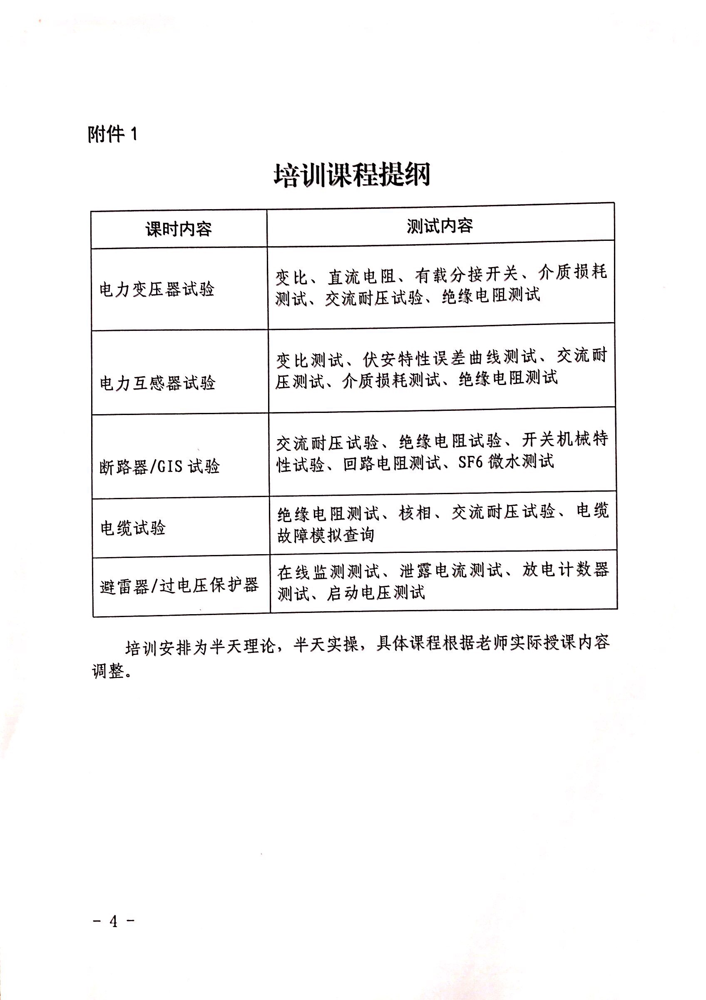 附件1
培训课程提纲
课时内容
测试内容
电力变压器试验
变比、直流电阻、有载分接开关、介质损耗
测试、交流耐压试验、绝缘电阻测试
电力互感器试验
变比测试、伏安特性误差曲线测试、交流耐
压测试、介质损耗测试、绝缘电阻测试
断路器/GIS试验
交流耐压试验、绝缘电阻试验、开关机械特
性试验、回路电阻测试、SF6微水测试
电缆试验
绝缘电阻测试、核相、交流耐压试验、电缆
故障模拟查询
避雷器/过电压保护器
在线监测测试、泄露电流测试、放电计数器
测试、启动电压测试
培训安排为半天理论，半天实操，具体课程根据老师实际授课内容
调整。
- 4 -